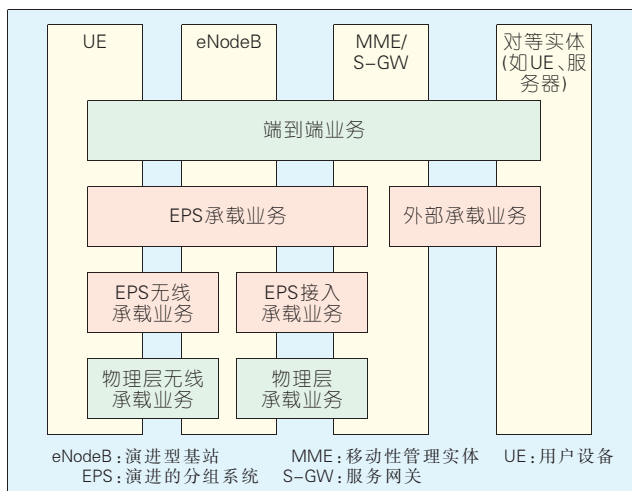 UE
eNodeB
MME/
S-GW
对等实体
(如UE、服
务器)
端到端业务
EPS承载业务
外部承载业务
EPS无线
承载业务
EPS接入
承载业务
物理层无线
承载业务
物理层
承载业务
eNodeB:演进型基站 MME:移动性管理实体 UE:用户设备
EPS:演进的分组系统 S-GW:服务网关